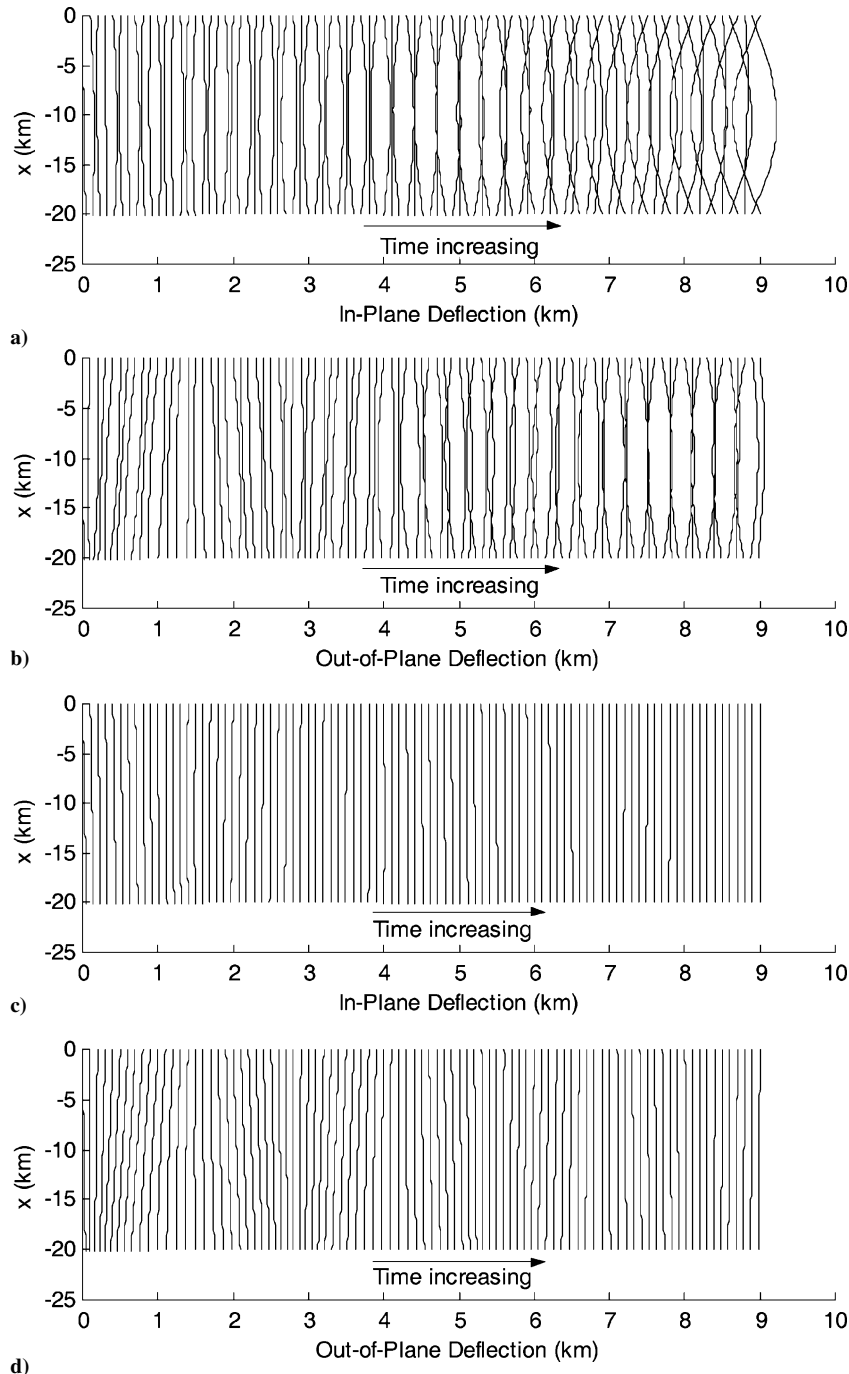 0
-5
-10
-15
-20
-25
x (km)
Time increasing
0 1 2 3 4 5 6 7 8 9 10
In-Plane Deflection (km)
a)
0
-5
-10
-15
-20
-25
x (km)
Time increasing
0 1 2 3 4 5 6 7 8 9 10
Out-of-Plane Deflection (km)
b)
0
-5
-10
-15
-20
-25
x (km)
Time increasing
0 1 2 3 4 5 6 7 8 9 10
In-Plane Deflection (km)
c)
0
-5
-10
-15
-20
-25
x (km)
Time increasing
0 1 2 3 4 5 6 7 8 9 10
Out-of-Plane Deflection (km)
d)